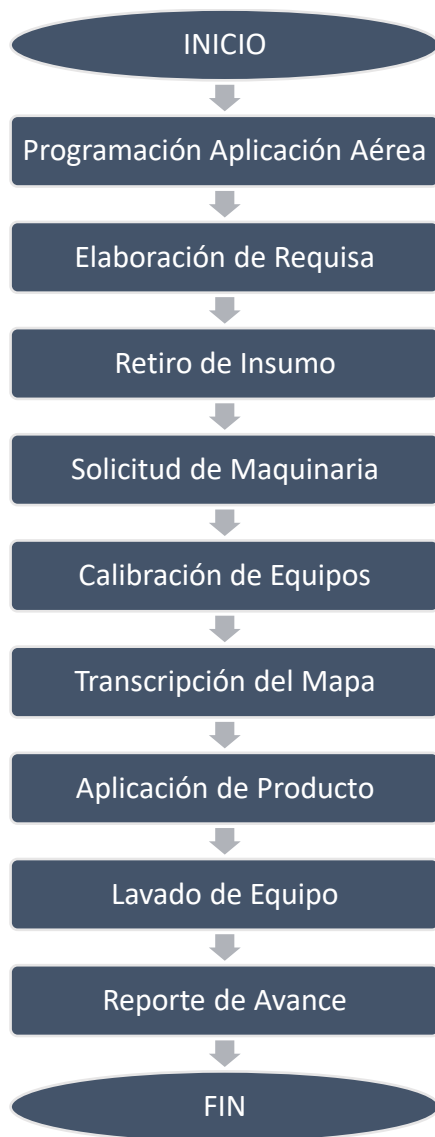 INICIO
Programación Aplicación Aérea
Elaboración de Requisa
Retiro de Insumo
Solicitud de Maquinaria
Calibración de Equipos
Transcripción del Mapa
Aplicación de Producto
Lavado de Equipo
Reporte de Avance
FIN